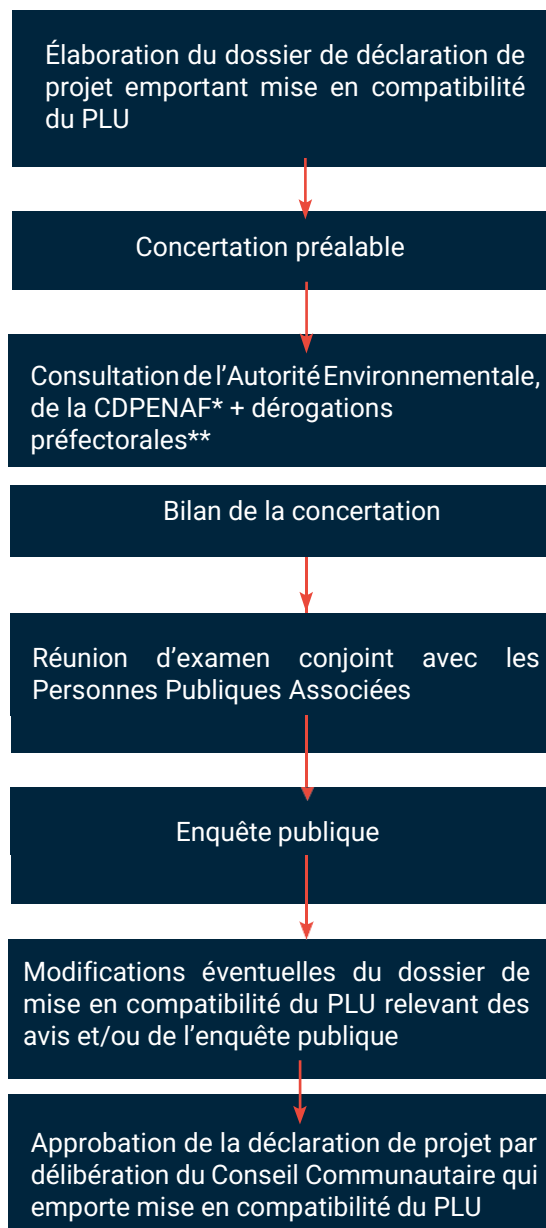 Élaboration du dossier de déclaration de
projet emportant mise en compatibilité
du PLU
Concertation préalable
Consultation de l'Autorité Environnementale,
de la CDPENAF* + dérogations
préfectorales**
Bilan de la concertation
Réunion d'examen conjoint avec les
Personnes Publiques Associées
Enquête publique
Modifications éventuelles du dossier de
mise en compatibilité du PLU relevant des
avis et/ou de l'enquête publique
Approbation de la déclaration de projet par
délibération du Conseil Communautaire qui
emporte mise en compatibilité du PLU